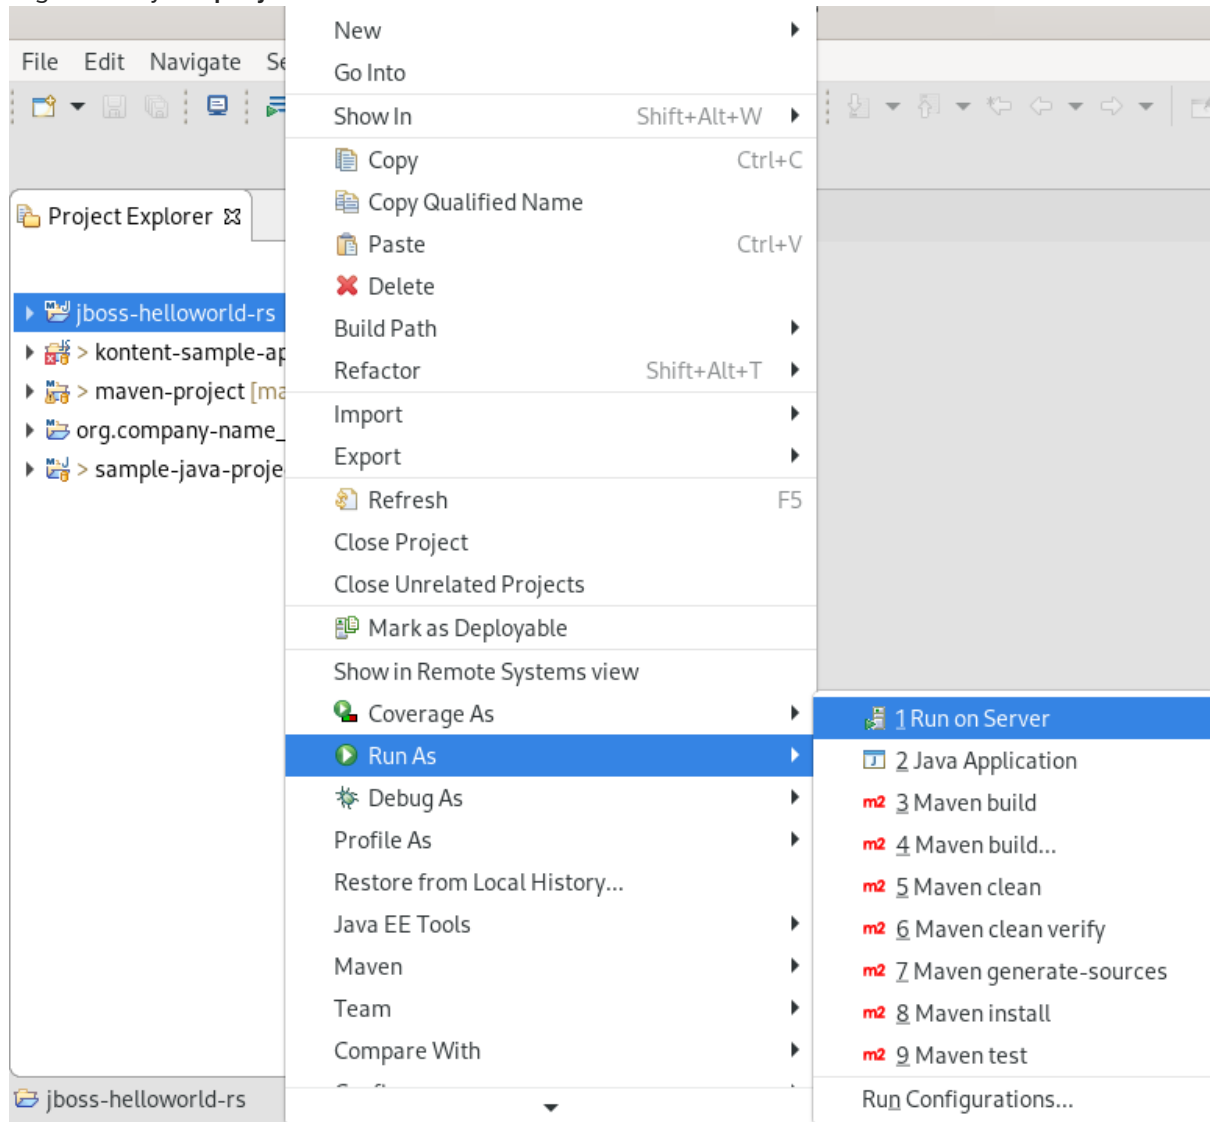 New
File Edit Navigate
Go Into
Show In Shift+Alt+W
Copy Ctrl+C
Copy Qualified Name
Project Explorer
Paste Ctrl+V
Delete
jboss-helloworld-rs
Build Path
> kontent-sample-ap
Refactor Shift+Alt+T
> maven-project [ma
Import
org.company-name_
Export
> sample-java-proje
Refresh F5
Close Project
Close Unrelated Projects
Mark as Deployable
Show in Remote Systems view
Coverage As
Run As
Debug As
Profile As
Restore from Local History...
Java EE Tools
Maven
Team
Compare With
1 Run on Server
2 Java Application
m2 3 Maven build
m2 4 Maven build...
m2 5 Maven clean
m2 6 Maven clean verify
m2 7 Maven generate-sources
m2 8 Maven install
m2 9 Maven test
Run Configurations...
jboss-helloworld-rs